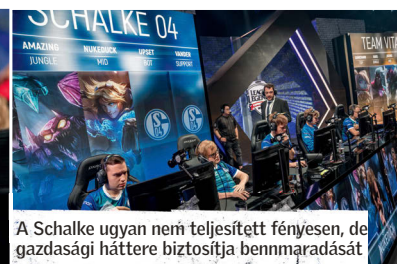 SCHALKE 04
AMAZING NUKEDUCK UPSET VANDER
JUNGLE MID BOT SUPPORT
TEAM VITA
A Schalke ugyan nem teljesített fényesen, de
gazdasági háttere biztosítja bennmaradását